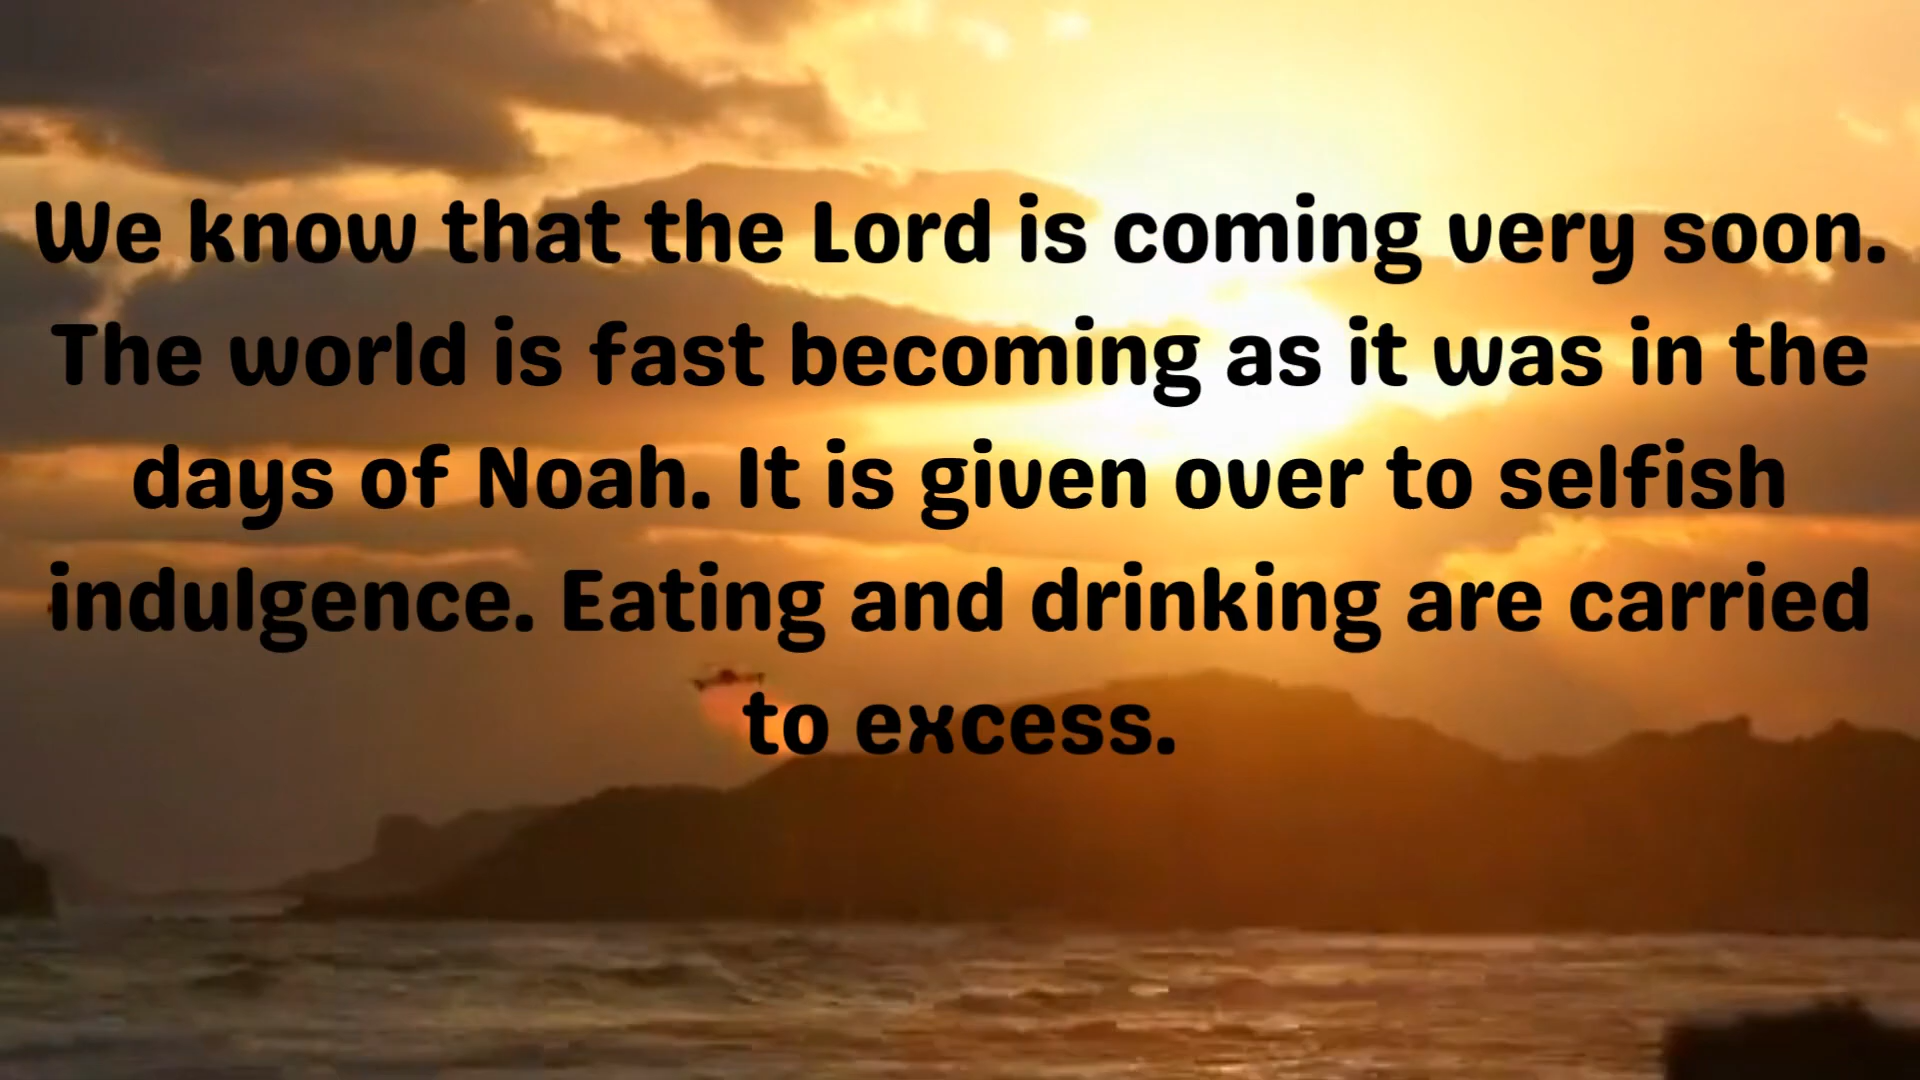 We know that the Lord is coming very soon.
The world is fast becoming as it was in the
days of Noah. It is given over to selfish
indulgence. Eating and drinking are carried
to excess.